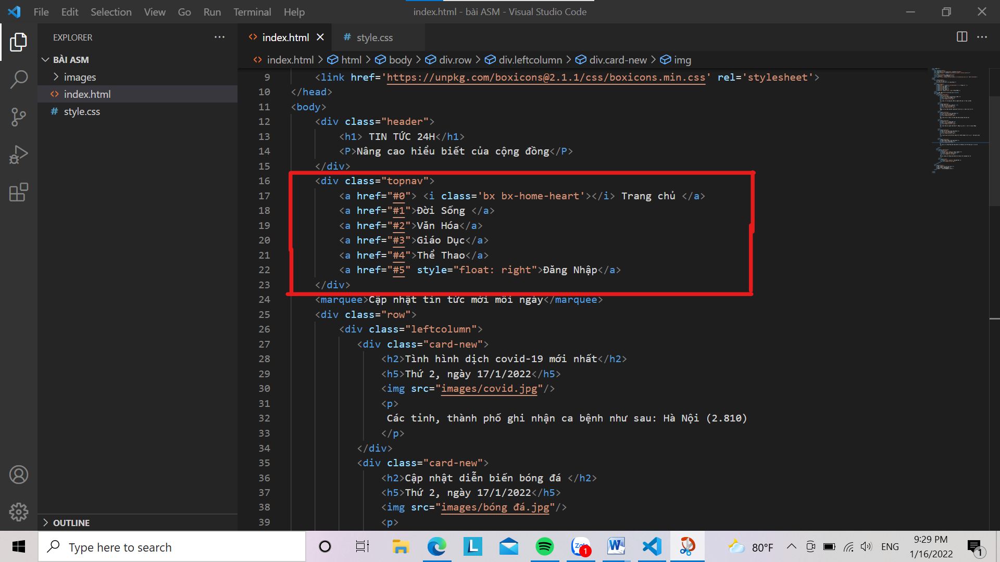 File Edit Selection View Go Run Terminal Help
index.html - bài ASM - Visual Studio Code
EXPLORER
BÀI ASM
images
index.html
style.css
OUTLINE
index.html
style.css
index.html > html > body > div.row > div.leftcolumn > div.card-new > img
9 <link href='https://unpkg.com/boxicons@2.1.1/css/boxicons.min.css' rel='stylesheet'>
10 </head>
11 <body>
12 <div class="header">
13 <h1> TIN TỨC 24H</h1>
14 <P>Nâng cao hiểu biết của cộng đồng</P>
15 </div>
16 <div class="topnav">
17 <a href="#0"> <i class='bx bx-home-heart'></i> Trang chủ </a>
18 <a href="#1">Đời Sống </a>
19 <a href="#2">Văn Hóa</a>
20 <a href="#3">Giáo Dục</a>
21 <a href="#4">Thể Thao</a>
22 <a href="#5" style="float: right">Đăng Nhập</a>
23 </div>
24 <marquee>Cập nhật tin tức mới mỗi ngày</marquee>
25 <div class="row">
26 <div class="leftcolumn">
27 <div class="card-new">
28 <h2>Tình hình dịch covid-19 mới nhất</h2>
29 <h5>Thứ 2, ngày 17/1/2022</h5>
30 <img src="images/covid.jpg"/>
31 <p>
32 Các tỉnh, thành phố ghi nhận ca bệnh như sau: Hà Nội (2.810)
33 </p>
34 </div>
35 <div class="card-new">
36 <h2>Cập nhật diễn biến bóng đá </h2>
37 <h5>Thứ 2, ngày 17/1/2022</h5>
38 <img src="images/bóng đá.jpg"/>
39 <p>
Type here to search
L
Zalo
1
W
80°F
ENG
9:29 PM
1/16/2022
1